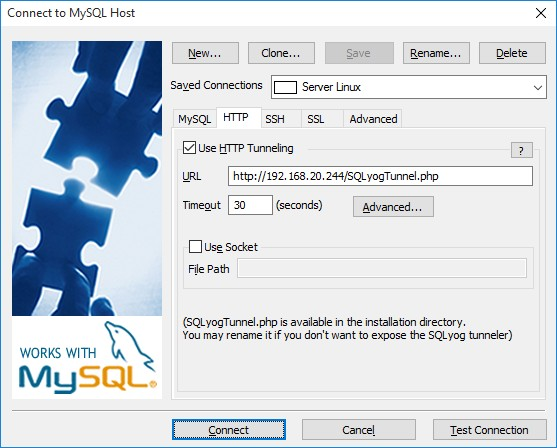 Connect to MySQL Host
New...
Clone...
Save
Rename...
Delete
Saved Connections
Server Linux
MySQL
HTTP
SSH
SSL
Advanced
Use HTTP Tunneling
?
URL
http://192.168.20.244/SQLyogTunnel.php
Timeout
30
(seconds)
Advanced...
Use Socket
File Path
(SQLyogTunnel.php is available in the installation directory.
You may rename it if you don't want to expose the SQLyog tunneler)
WORKS WITH
MySQL®
Connect
Cancel
Test Connection